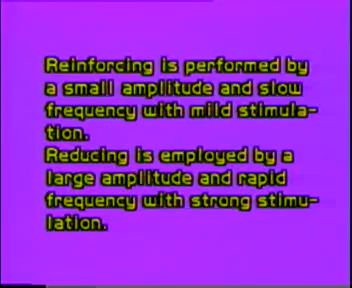 Reinforcing is performed by
a small amplitude and slow
frequency with mild stimula-
tion.
Reducing is employed by a
large amplitude and rapid
frequency with strong stimu-
lation.